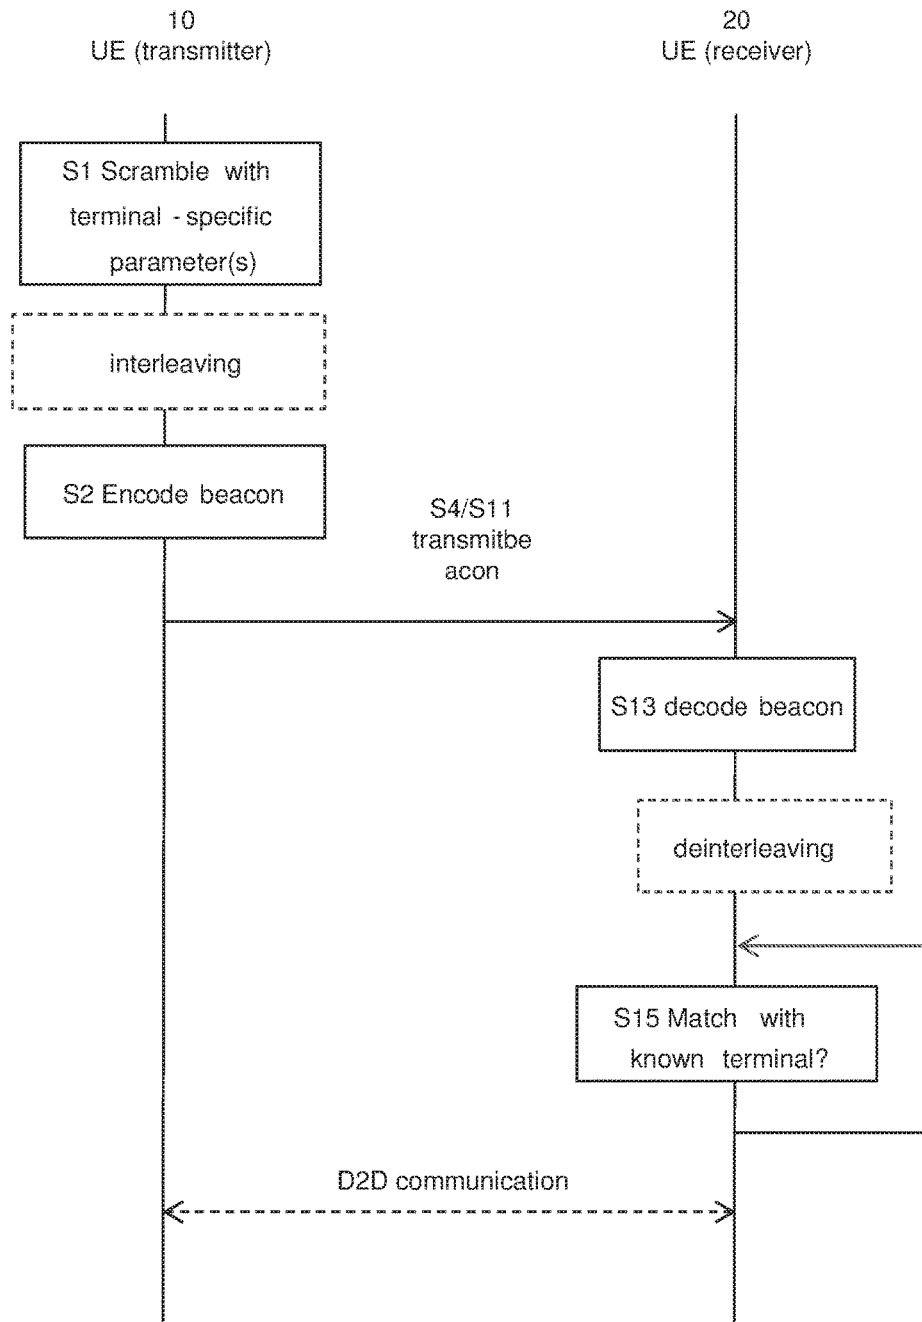 10
UE (transmitter)
20
UE (receiver)
S1 Scramble with
terminal - specific
parameter(s)
interleaving
S2 Encode beacon
S4/S11
transmitbe
acon
S13 decode beacon
deinterleaving
S15 Match with
known terminal?
D2D communication